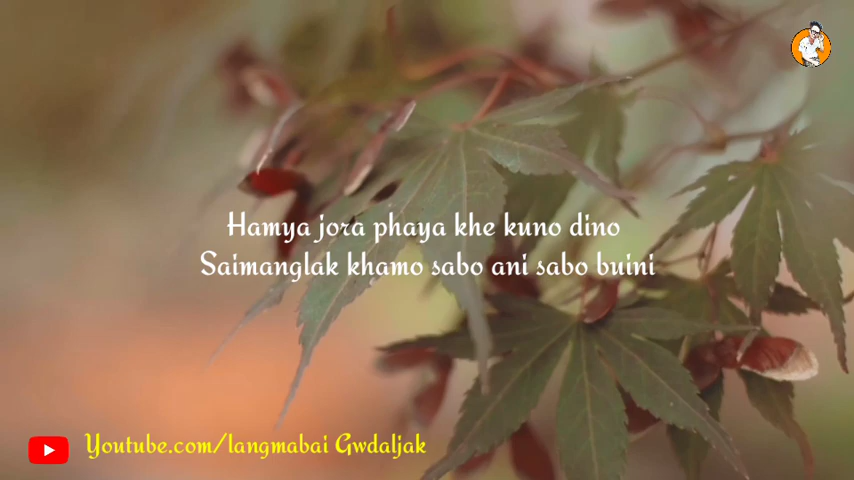 Hamya jora phaya khe kuno dino
Saimanglak khamo sabo ani sabo buini
Youtube.com/langmabai Gwdaljak